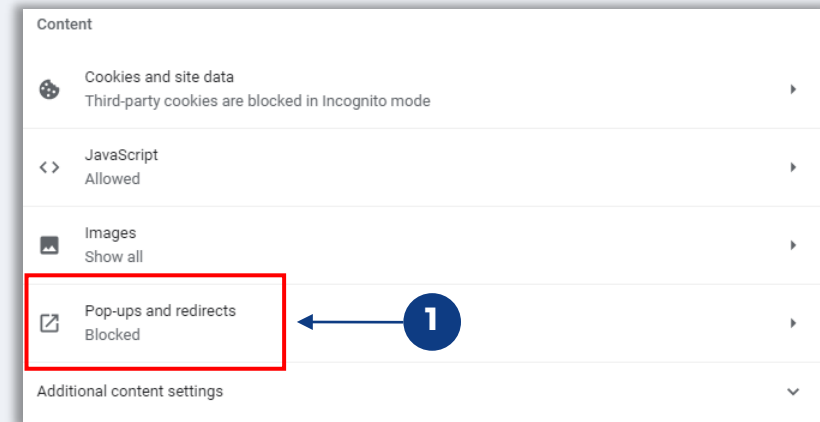 Content
Cookies and site data
Third-party cookies are blocked in Incognito mode
JavaScript
Allowed
Images
Show all
Pop-ups and redirects
Blocked
1
Additional content settings